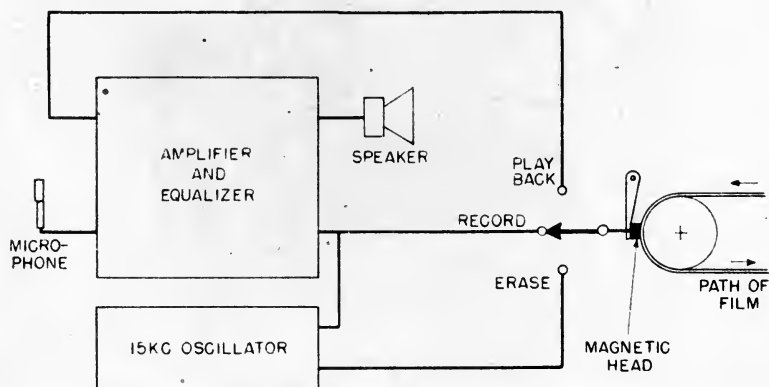 AMPLIFIER
AND
EQUALIZER
SPEAKER
PLAY
BACK
RECORD
MICRO-
PHONE
ERASE
PATH OF
FILM
15KC OSCILLATOR
MAGNETIC
HEAD